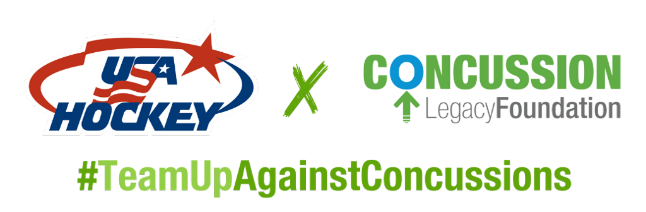 USA
HOCKEY
X
CONCUSSION
LegacyFoundation
#TeamUpAgainstConcussions